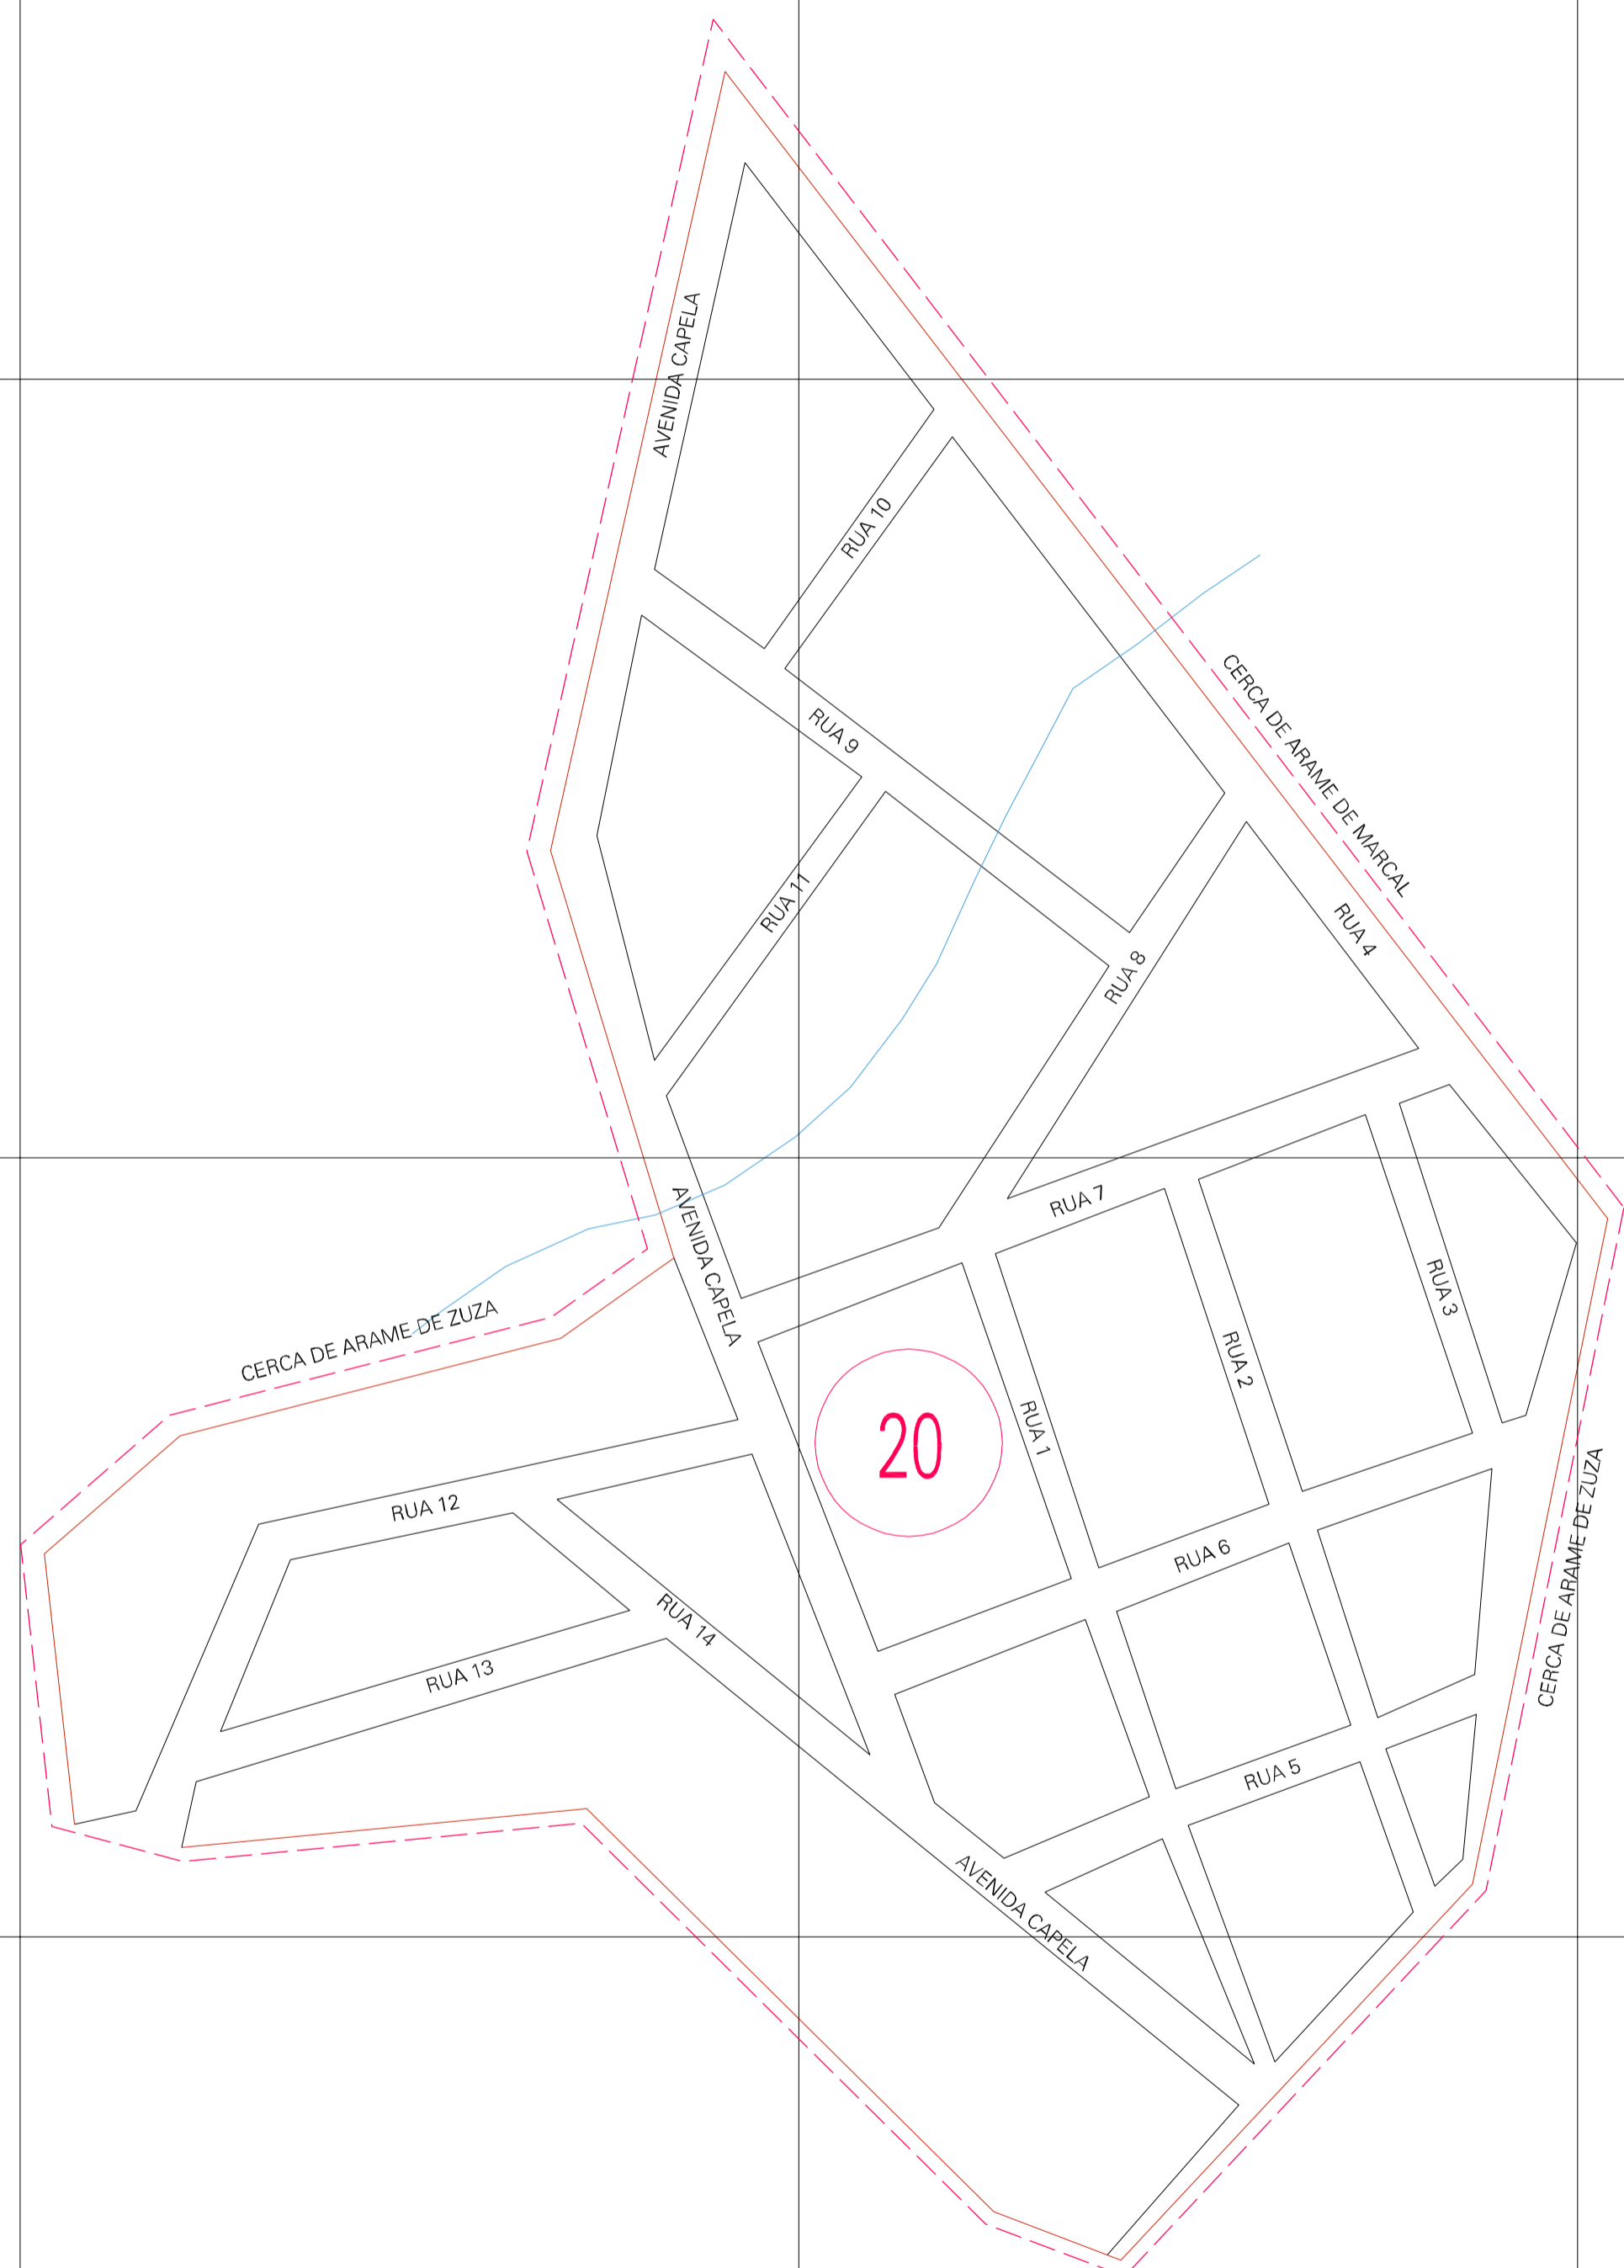 AVENIDA CAPELA
RUA 10
RUA 9
CERCA DE ARAME DE MARCAL
RUA 11
RUA 4
RUA 8
RUA 7
AVENIDA CAPELA
RUA 3
CERCA DE ARAME DE ZUZA
RUA 2
20
RUA 1
RUA 12
RUA 6
CERCA DE ARAME DE ZUZA
RUA 14
RUA 13
RUA 5
AVENIDA CAPELA